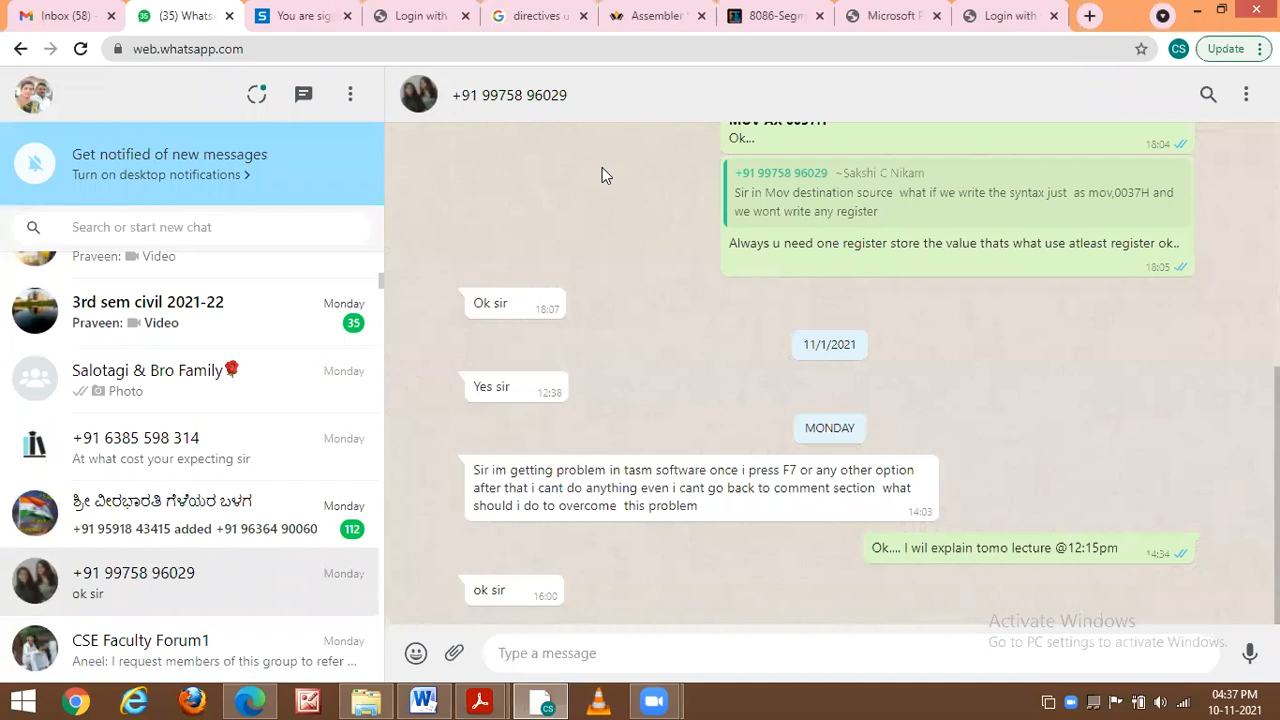 Inbox (58)
(35) Whats
You are sig
Login with
directives u
Assembler
8086-Segm
Microsoft P
Login with
web.whatsapp.com
CS
Update
+91 99758 96029
Get notified of new messages
Turn on desktop notifications >
Search or start new chat
Praveen: Video
3rd sem civil 2021-22 Monday
Praveen: Video 35
Salotagi & Bro Family Monday
Photo
+91 6385 598 314 Monday
At what cost your expecting sir
ಶ್ರೀ ವೀರಭಾರತಿ ಗೆಳೆಯರ ಬಳಗ Monday
+91 95918 43415 added +91 96364 90060 112
+91 99758 96029 Monday
ok sir
CSE Faculty Forum1 Monday
Aneel: I request members of this group to refer ...
MOV AX 0037H
Ok...
18:04
+91 99758 96029 ~Sakshi C Nikam
Sir in Mov destination source what if we write the syntax just as mov,0037H and
we wont write any register
Always u need one register store the value thats what use atleast register ok..
18:05
Ok sir
18:07
11/1/2021
Yes sir
12:38
MONDAY
Sir im getting problem in tasm software once i press F7 or any other option
after that i cant do anything even i cant go back to comment section what
should i do to overcome this problem
14:03
Ok.... I wil explain tomo lecture @12:15pm
14:34
ok sir
16:00
Type a message
Activate Windows
Go to PC settings to activate Windows.
04:37 PM
10-11-2021